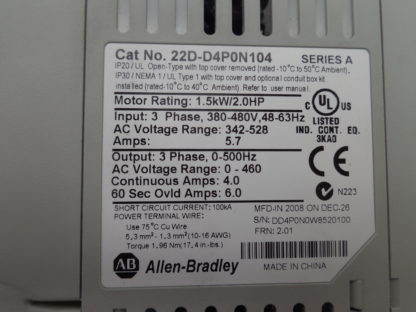 Cat No. 22D-D4P0N104 SERIES A
IP20 / UL Open-Type with top cover removed (rated -10°C to 50°C Ambient).
IP30 / NEMA 1 / UL Type 1 with top cover and optional conduit box kit
installed (rated -10°C to 40°C Ambient). Refer to user manual.
Motor Rating: 1.5kW/2.0HP
Input: 3 Phase, 380-480V, 48-63Hz
AC Voltage Range: 342-528
Amps: 5.7
Output: 3 Phase, 0-500Hz
AC Voltage Range: 0 - 460
Continuous Amps: 4.0
60 Sec Ovld Amps: 6.0
UL
LISTED
IND. CONT. EQ.
3KA0
CE
N223
SHORT CIRCUIT CURRENT: 100kA
POWER TERMINAL WIRE:
Use 75°C Cu Wire
5.3 mm² - 1.3 mm² (10-16 AWG)
Torque 1.96 Nm (17.4 in-lbs.)
MFD-IN 2008 ON DEC-26
S/N: DD4P0N0W8520100
FRN: 2.01
AB Allen-Bradley
MADE IN CHINA